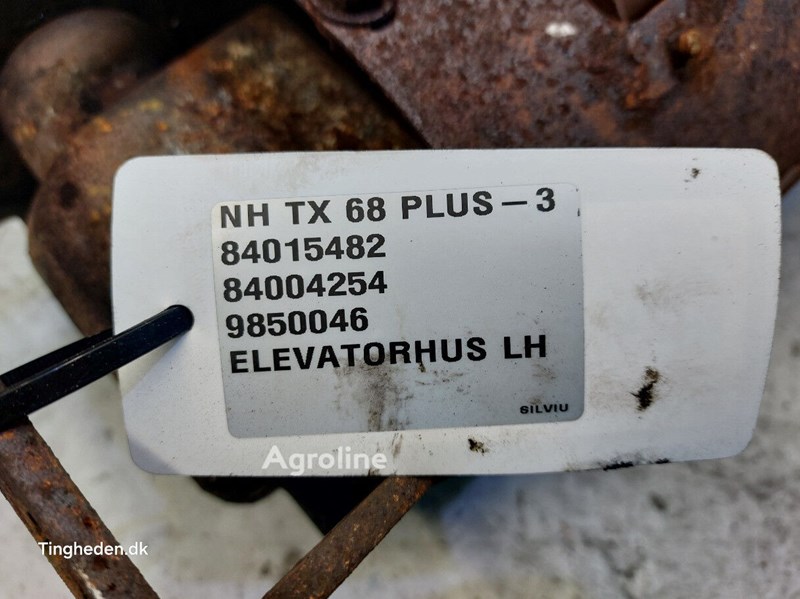 NH TX 68 PLUS-3
84015482
84004254
9850046
ELEVATORHUS LH
SILVIU
Agroline
Tingheden.dk